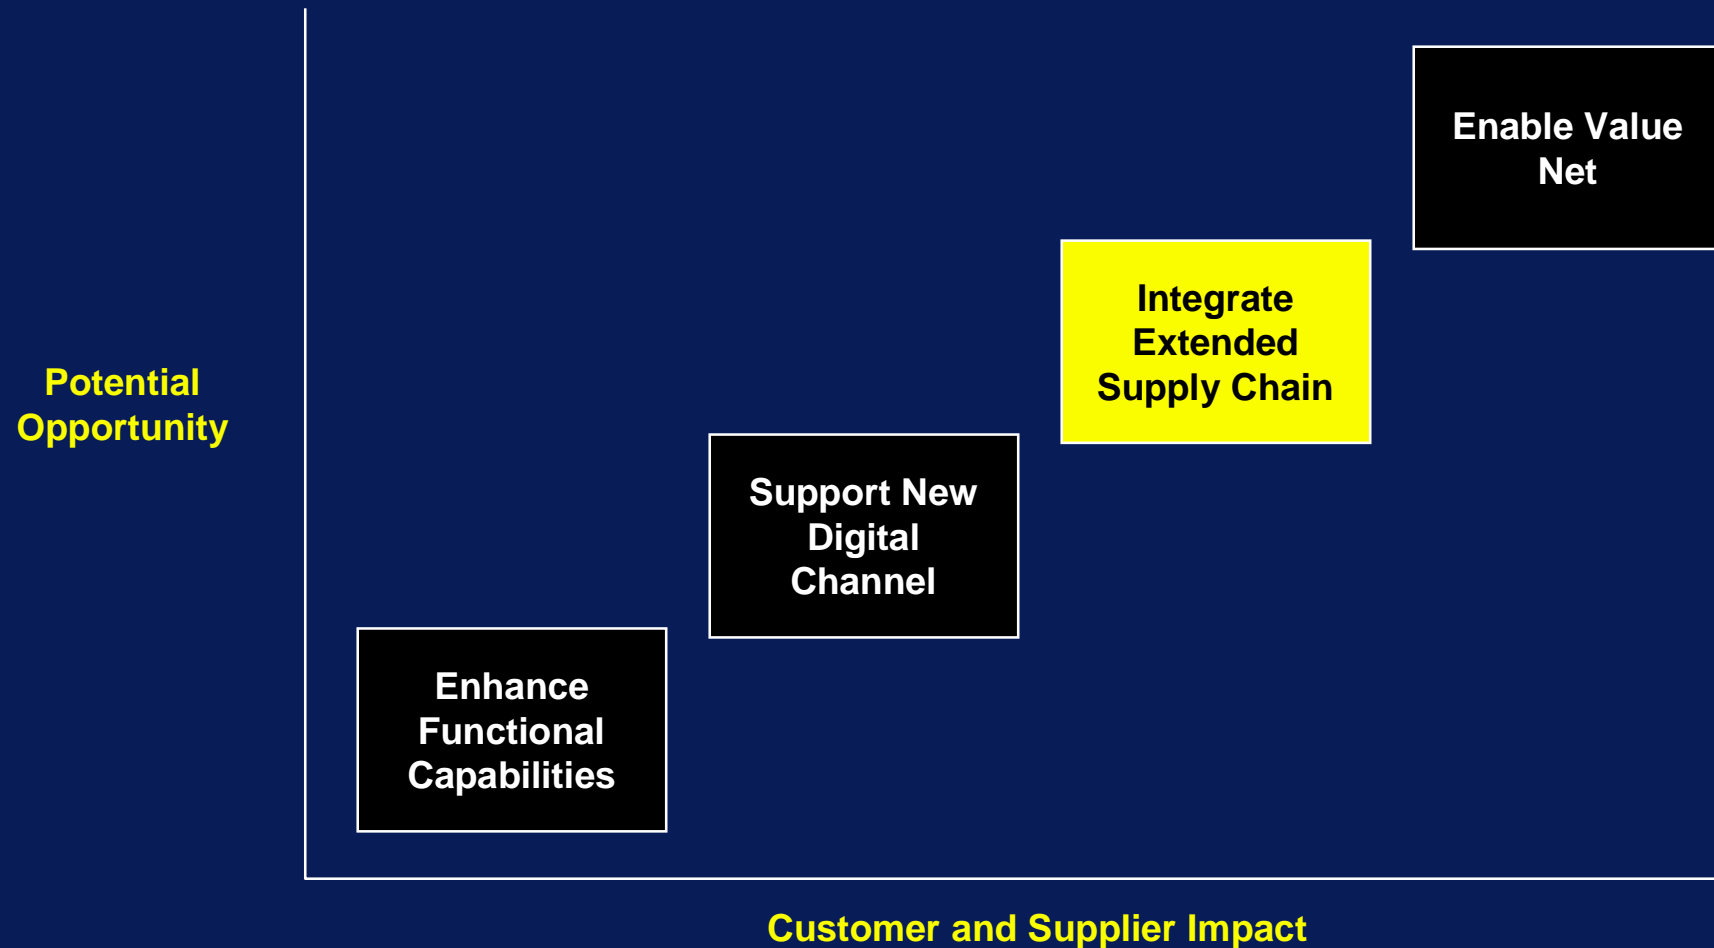 Enable Value
Net
Integrate
Extended
Supply Chain
Potential
Opportunity
Support New
Digital
Channel
Enhance
Functional
Capabilities
Customer and Supplier Impact